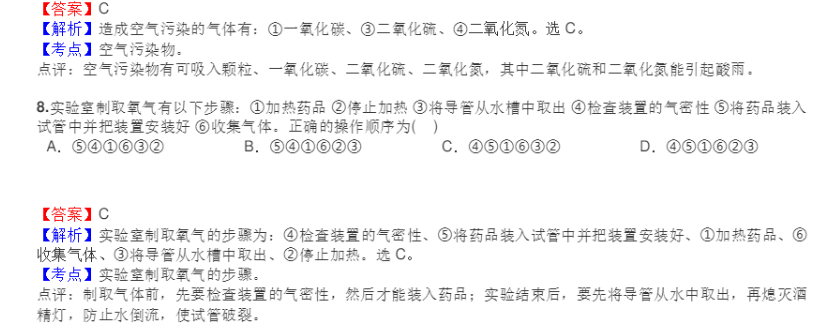 【答案】C
【解析】造成空气污染的气体有：①一氧化碳、③二氧化硫、④二氧化氮。选 C。
【考点】空气污染物。
点评：空气污染物有可吸入颗粒、一氧化碳、二氧化硫、二氧化氮，其中二氧化硫和二氧化氮能引起酸雨。
8.实验室制取氧气有以下步骤：①加热药品 ②停止加热 ③将导管从水槽中取出 ④检查装置的气密性 ⑤将药品装入
试管中并把装置安装好 ⑥收集气体。正确的操作顺序为( )
A．⑤④①⑥③② B．⑤④①⑥②③ C．④⑤①⑥③② D．④⑤①⑥②③
【答案】C
【解析】实验室制取氧气的步骤为：④检查装置的气密性、⑤将药品装入试管中并把装置安装好、①加热药品、⑥
收集气体、③将导管从水槽中取出、②停止加热。选 C。
【考点】实验室制取氧气的步骤。
点评：制取气体前，先要检查装置的气密性，然后才能装入药品；实验结束后，要先将导管从水中取出，再熄灭酒
精灯，防止水倒流，使试管破裂。